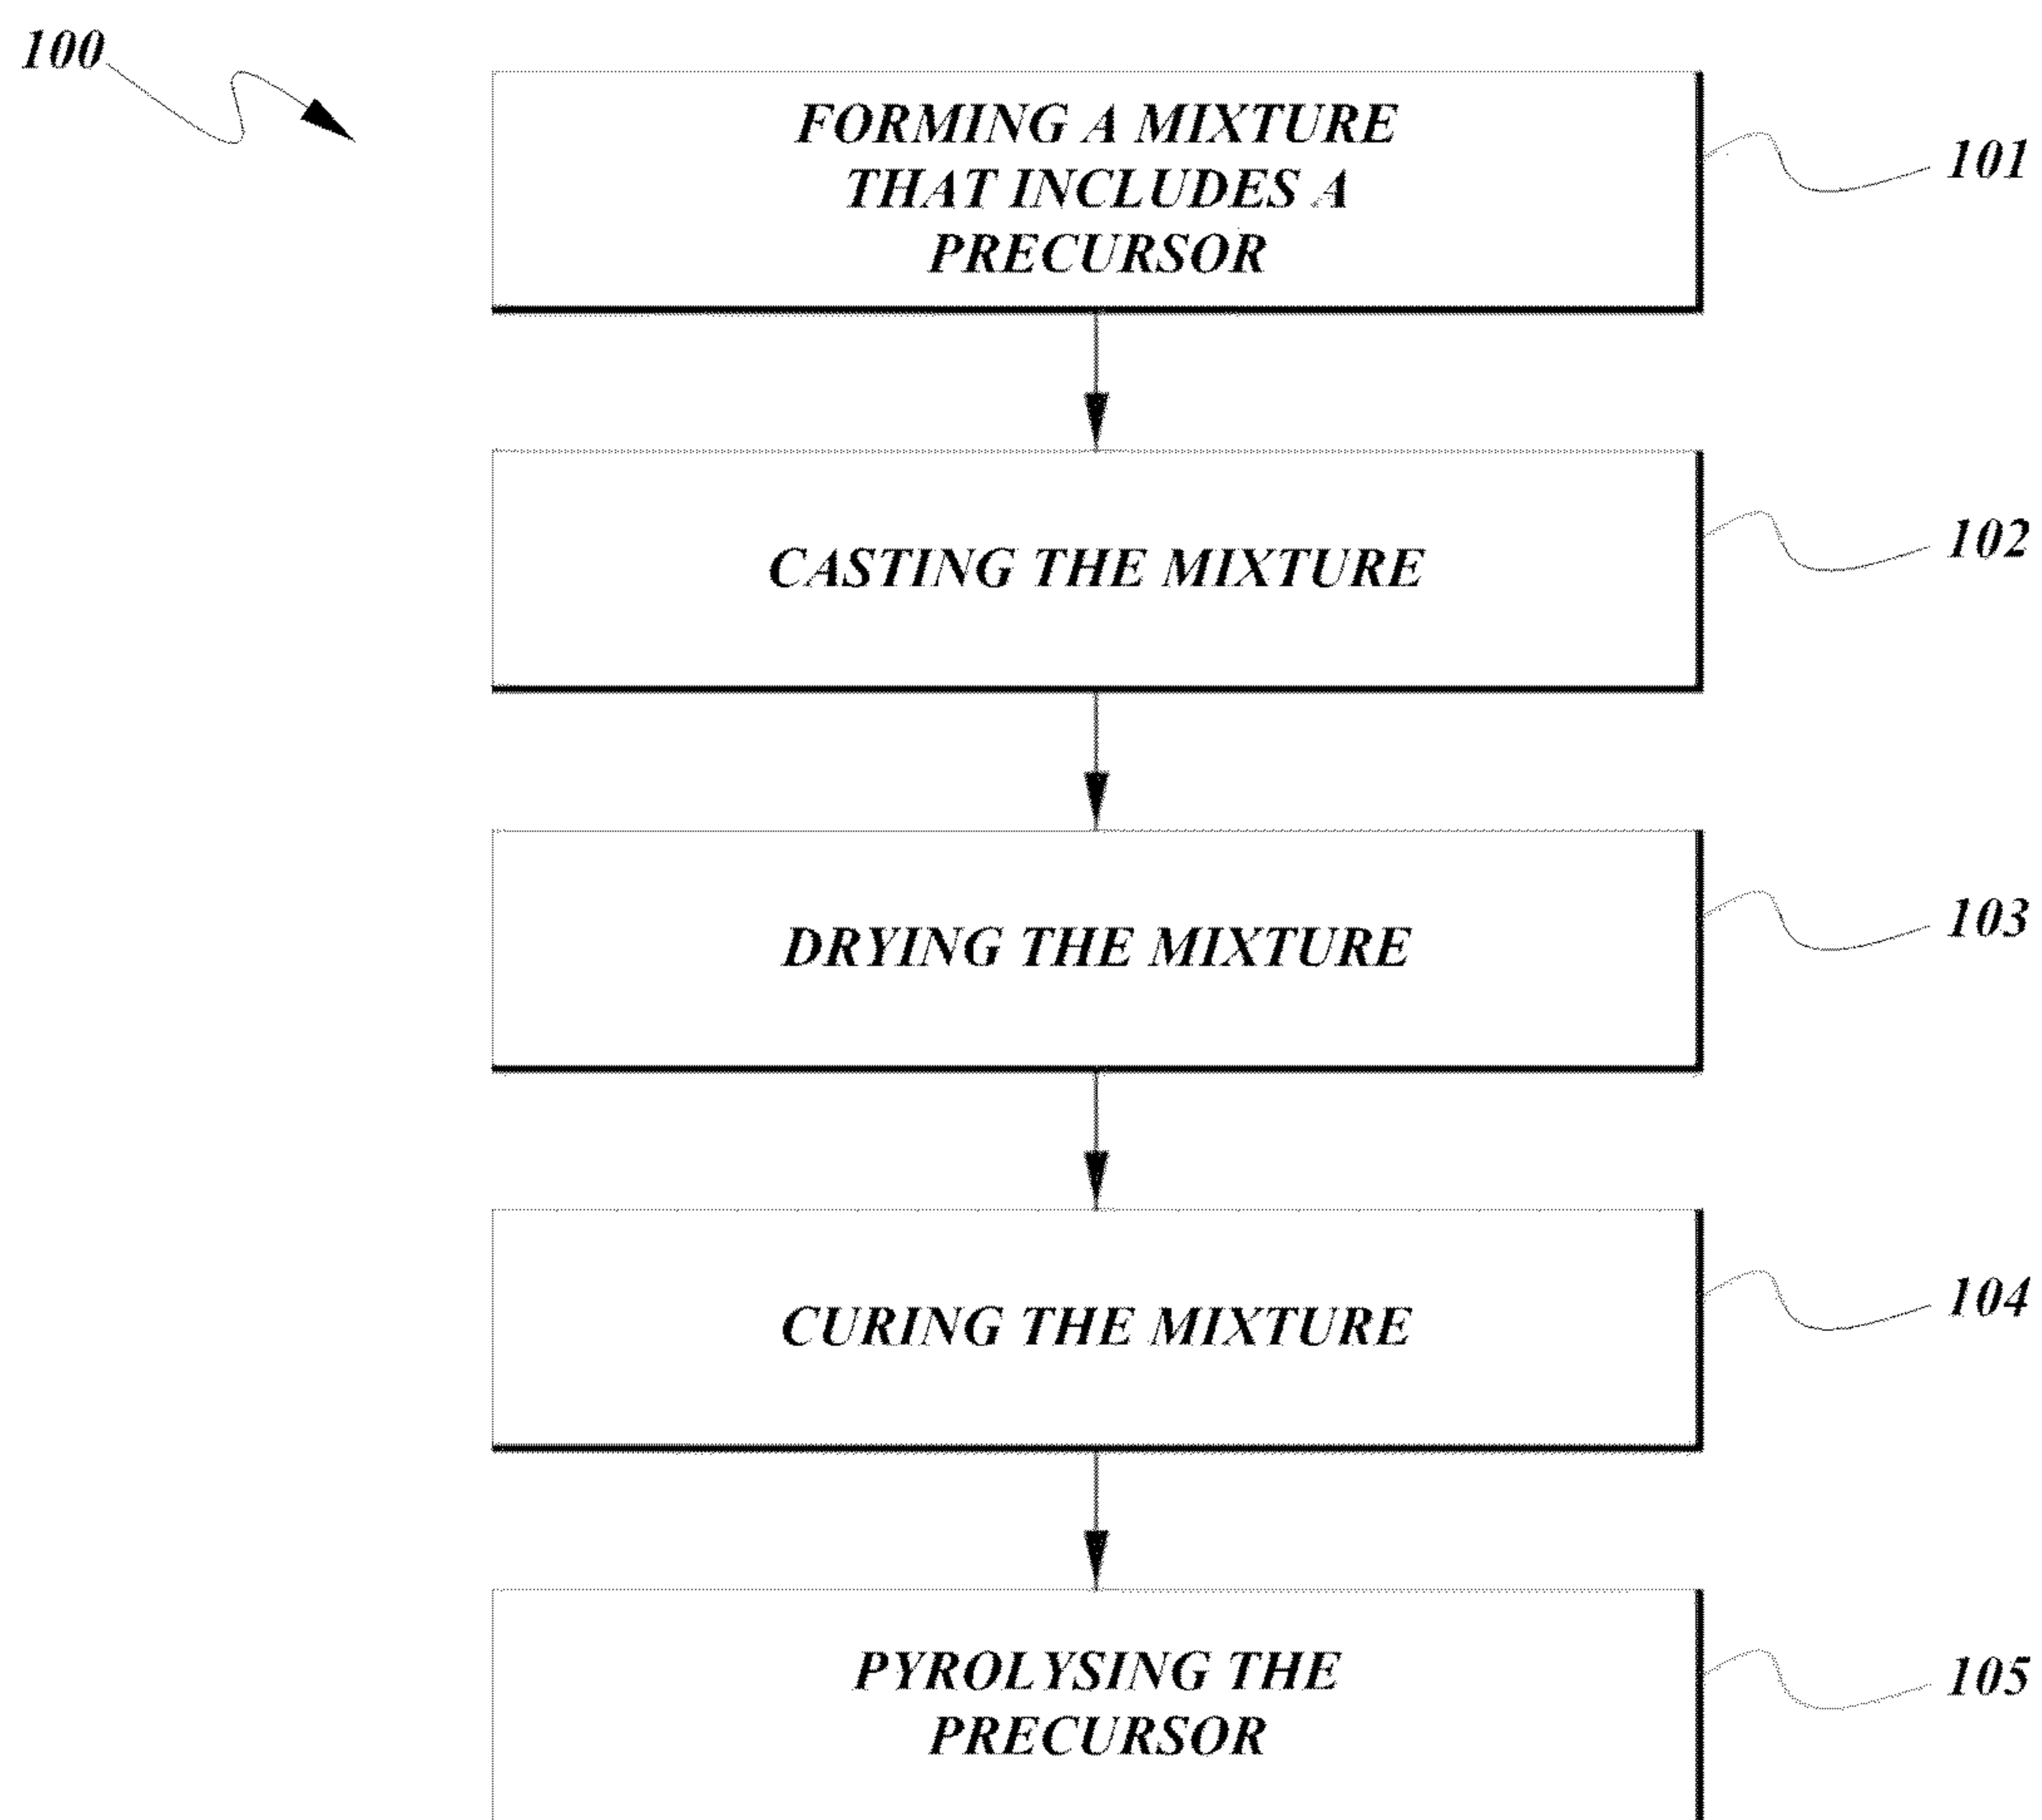 100
FORMING A MIXTURE
THAT INCLUDES A
PRECURSOR
101
CASTING THE MIXTURE
102
DRYING THE MIXTURE
103
CURING THE MIXTURE
104
PYROLYSING THE
PRECURSOR
105